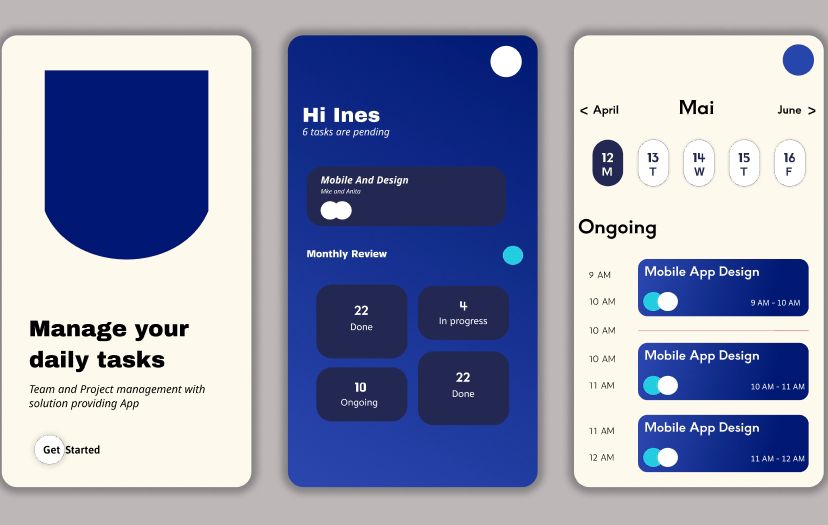 Manage your
daily tasks
Team and Project management with
solution providing App
Get Started
Hi Ines
6 tasks are pending
Mobile And Design
Mke and Anita
Monthly Review
22
Done
4
In progress
10
Ongoing
22
Done
< April Mai June >
12 13 14 15 16
M T W T F
Ongoing
9 AM
Mobile App Design
10 AM
9 AM - 10 AM
10 AM
10 AM
Mobile App Design
11 AM
10 AM - 11 AM
11 AM
Mobile App Design
12 AM
11 AM - 12 AM